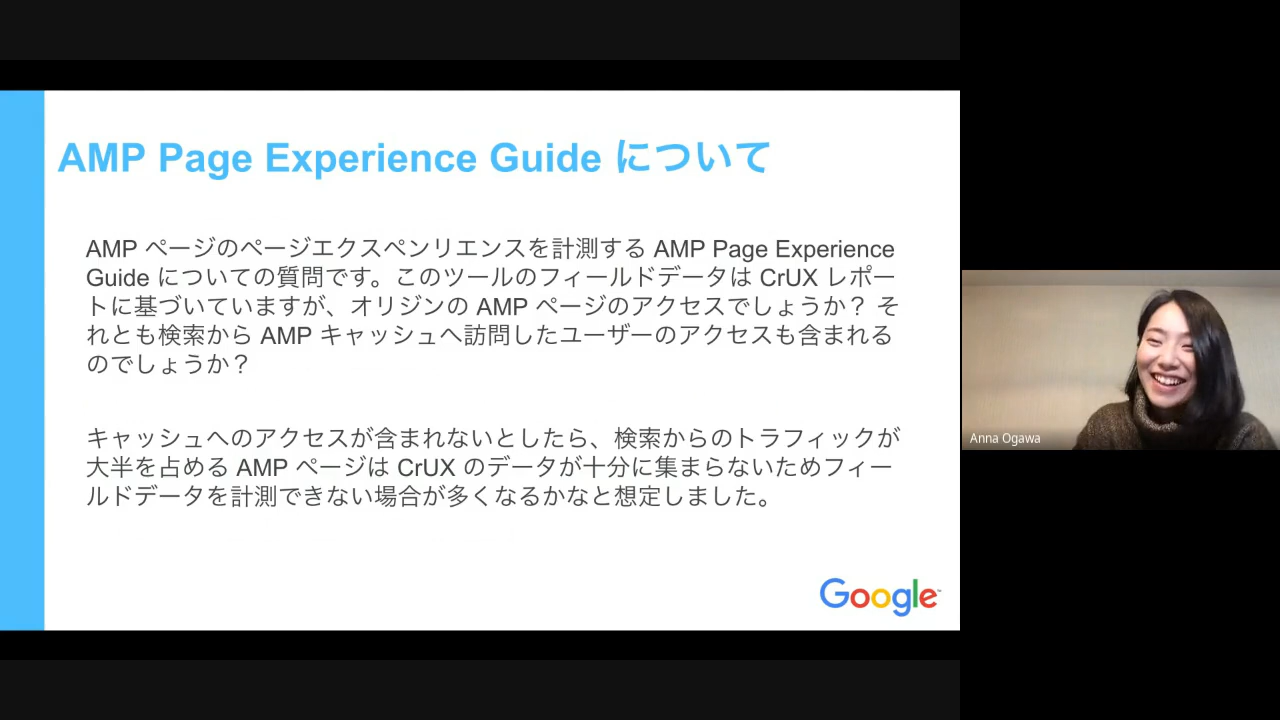 AMP Page Experience Guide について
AMP ページのページエクスペンリエンスを計測する AMP Page Experience
Guide についての質問です。このツールのフィールドデータは CrUX レポー
トに基づいていますが、オリジンの AMP ページのアクセスでしょうか？ そ
れとも検索から AMP キャッシュへ訪問したユーザーのアクセスも含まれる
のでしょうか？
キャッシュへのアクセスが含まれないとしたら、検索からのトラフィックが
大半を占める AMP ページは CrUX のデータが十分に集まらないためフィー
ルドデータを計測できない場合が多くなるかなと想定しました。
Google
Anna Ogawa